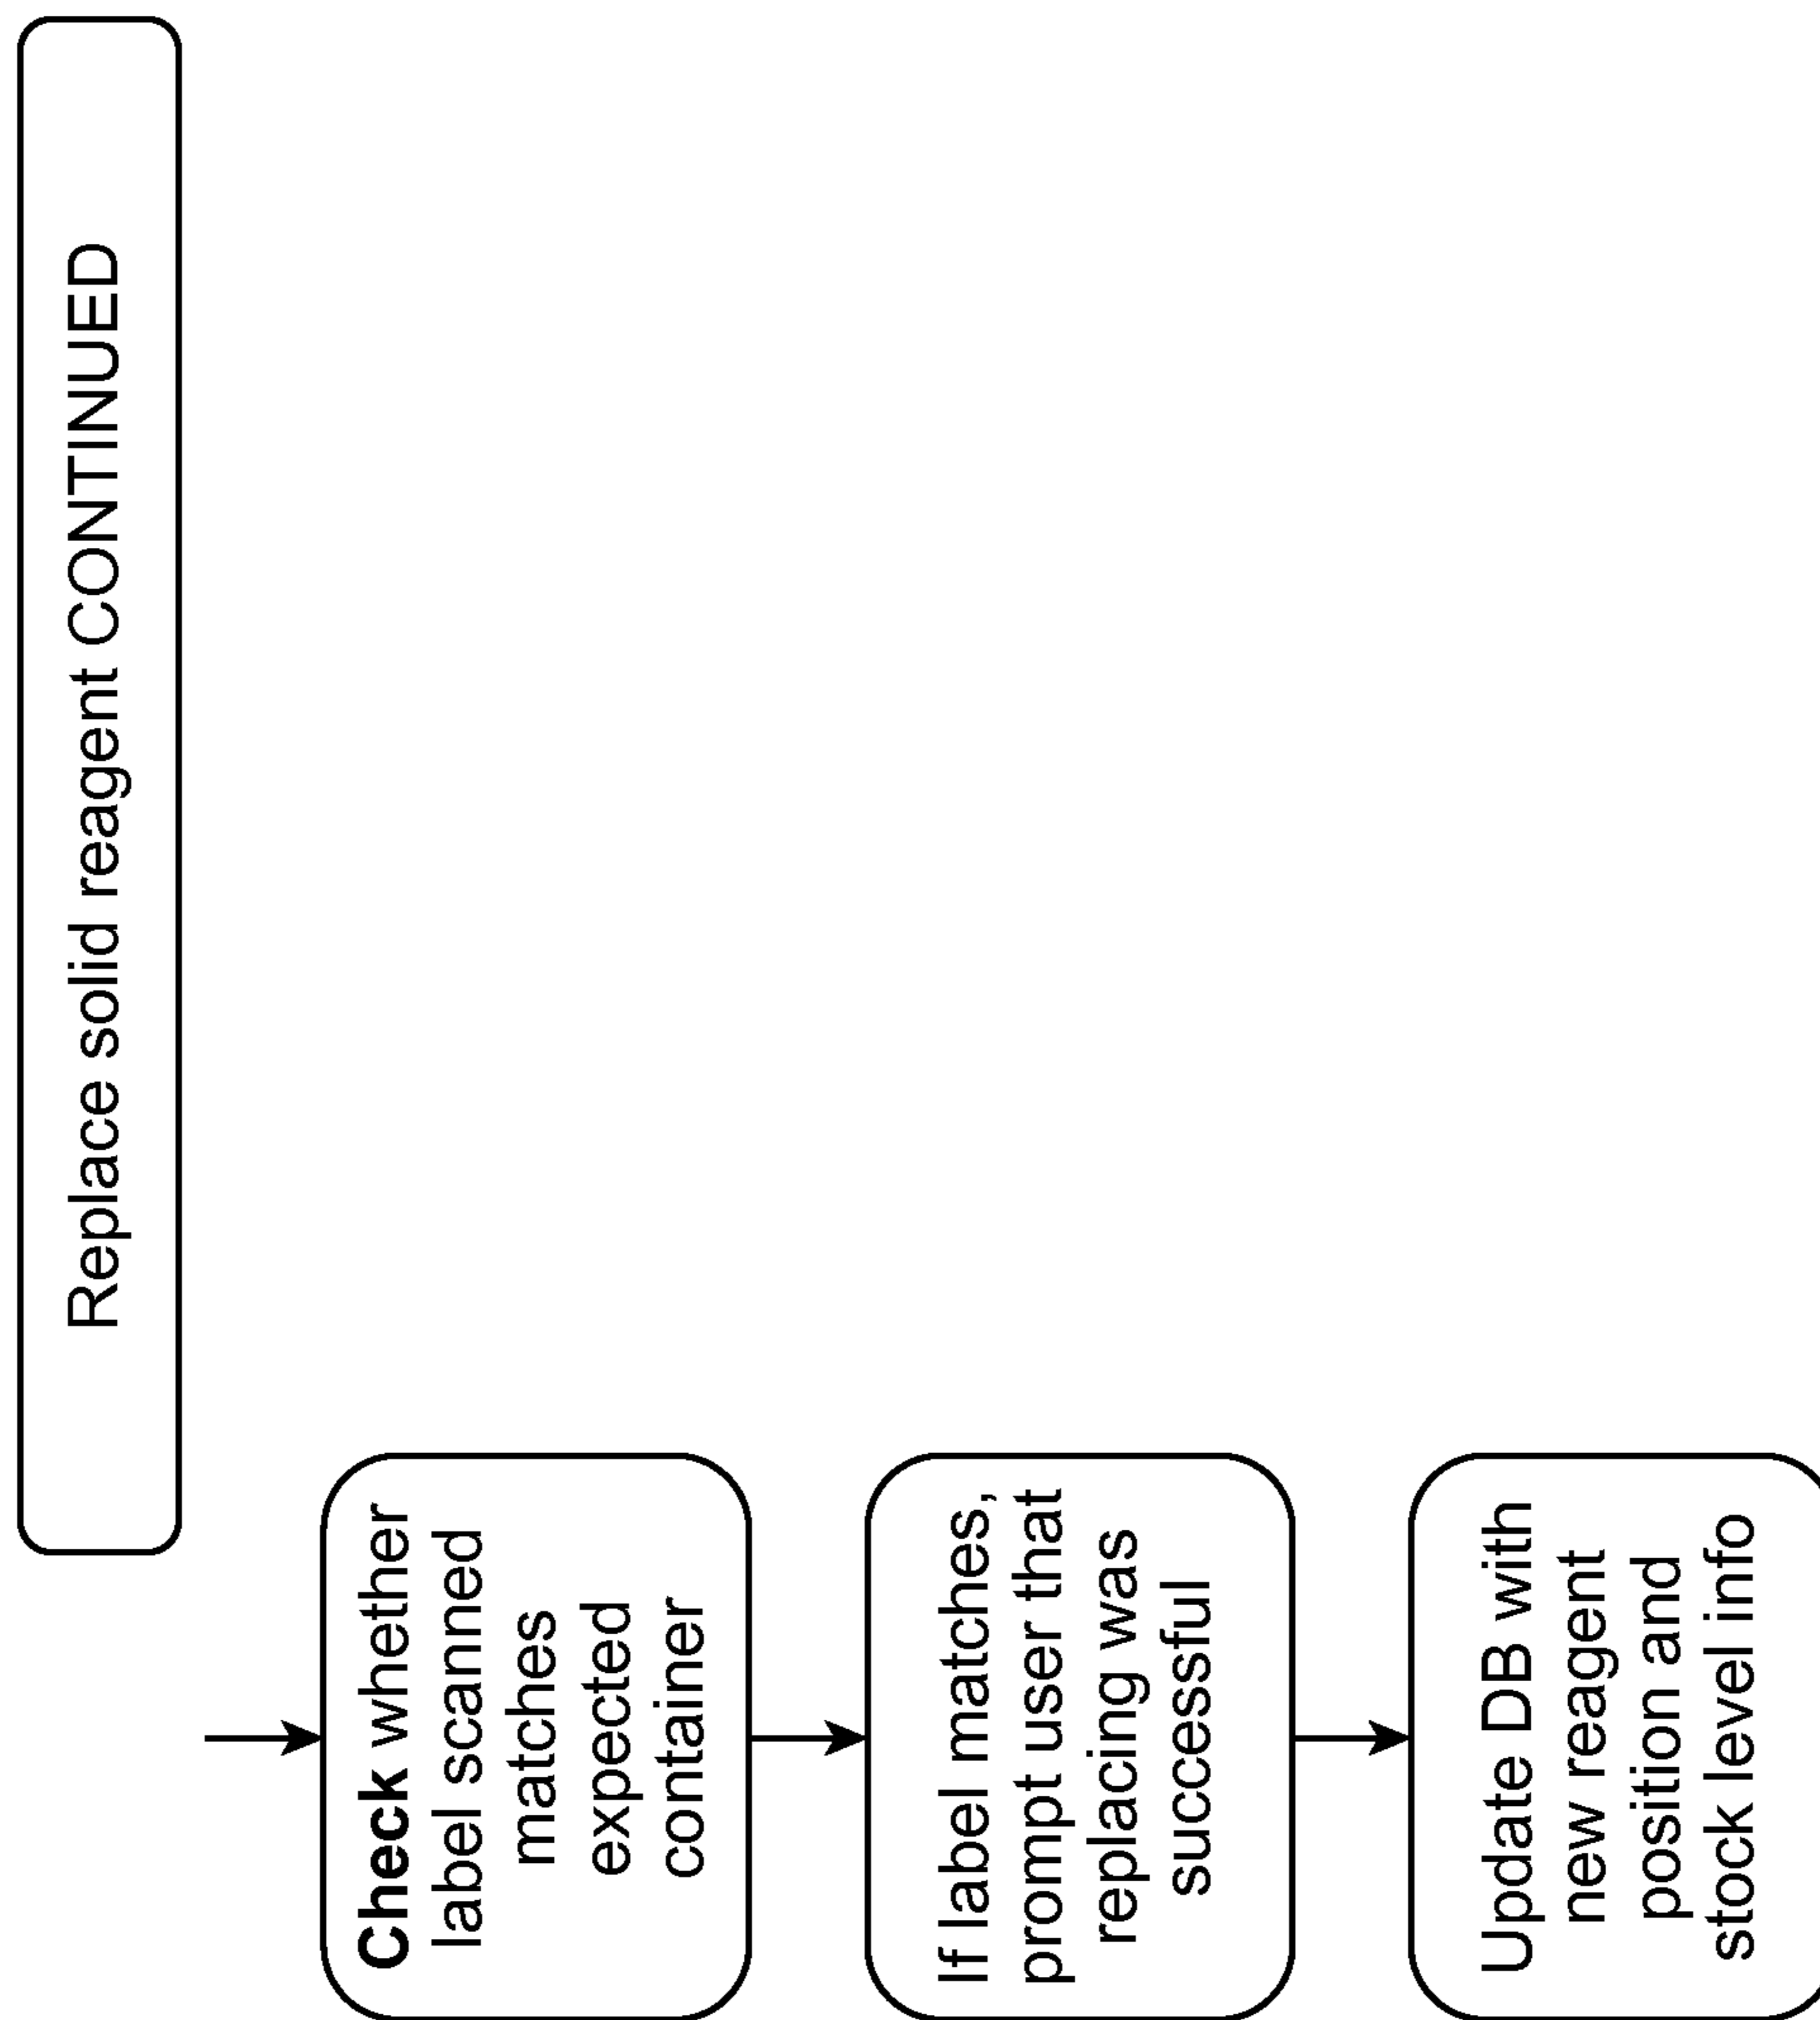 Replace solid reagent CONTINUED
Check whether
label scanned
matches
expected
container
If label matches,
prompt user that
replacing was
successful
Update DB with
new reagent
position and
stock level info